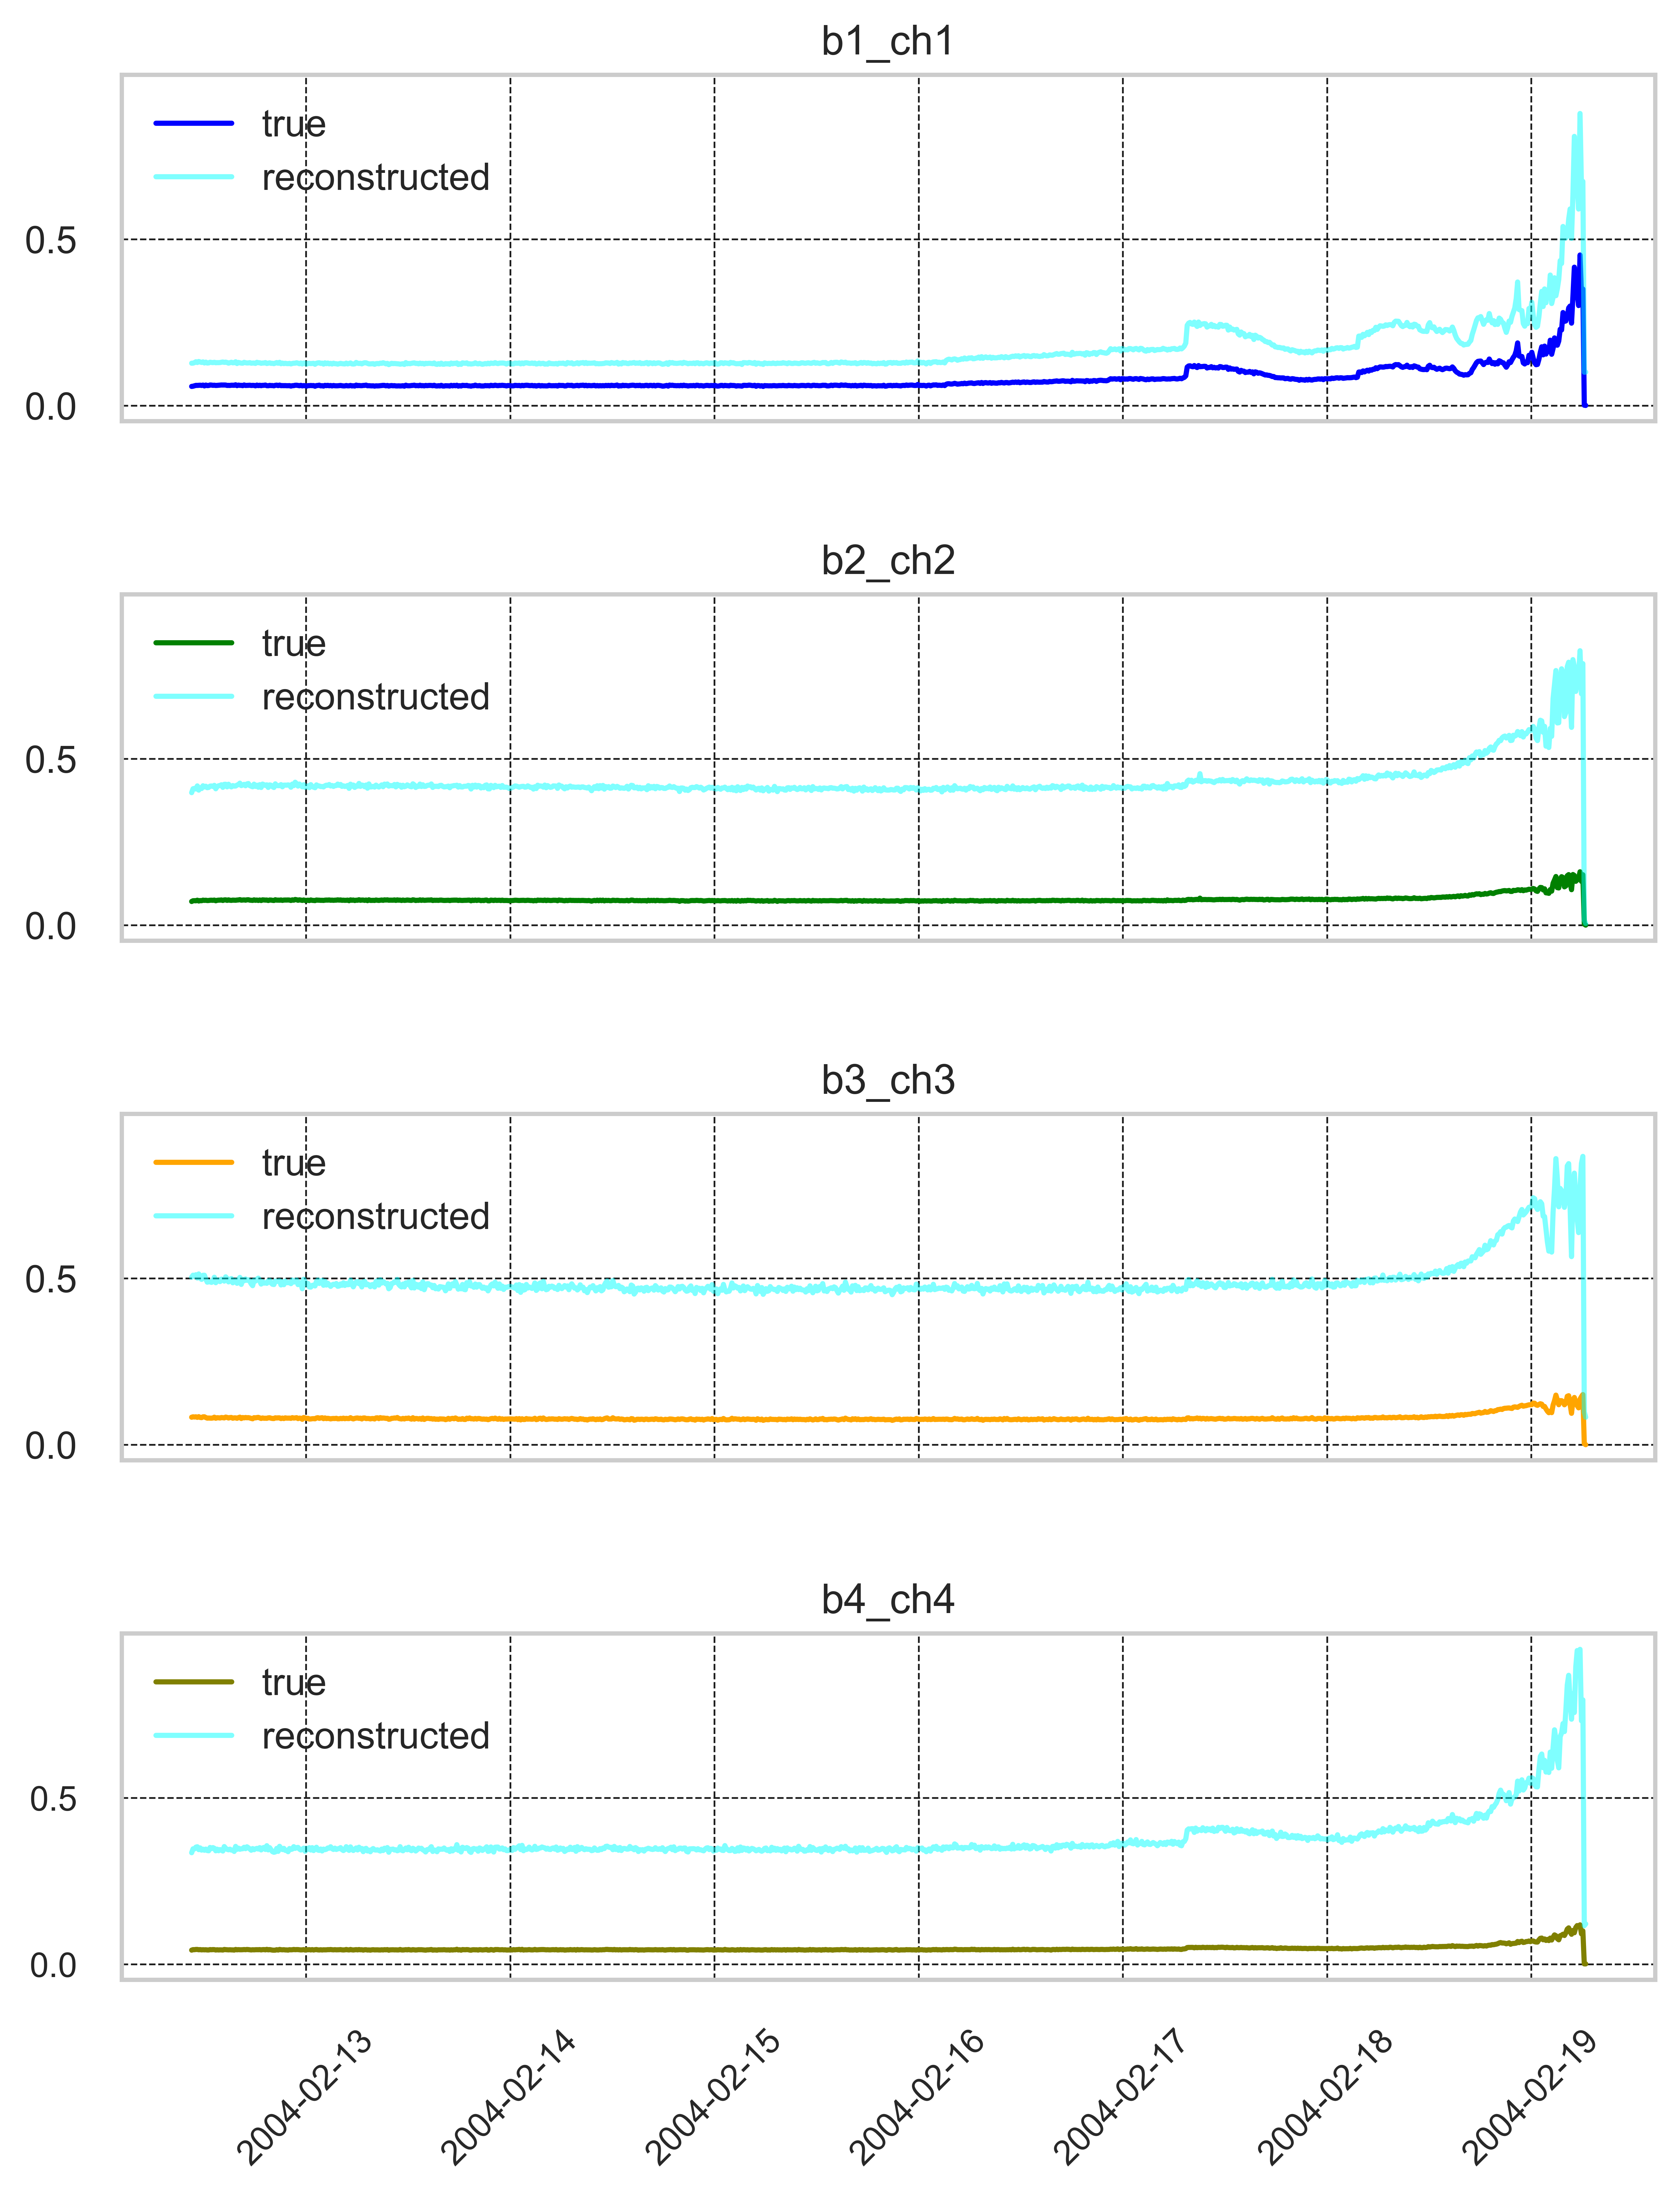 b1_ch1
true
reconstructed
0.5
0.0
b2_ch2
true
reconstructed
0.5
0.0
b3_ch3
true
reconstructed
0.5
0.0
b4_ch4
true
reconstructed
0.5
0.0
2004-02-13
2004-02-14
2004-02-15
2004-02-16
2004-02-17
2004-02-18
2004-02-19